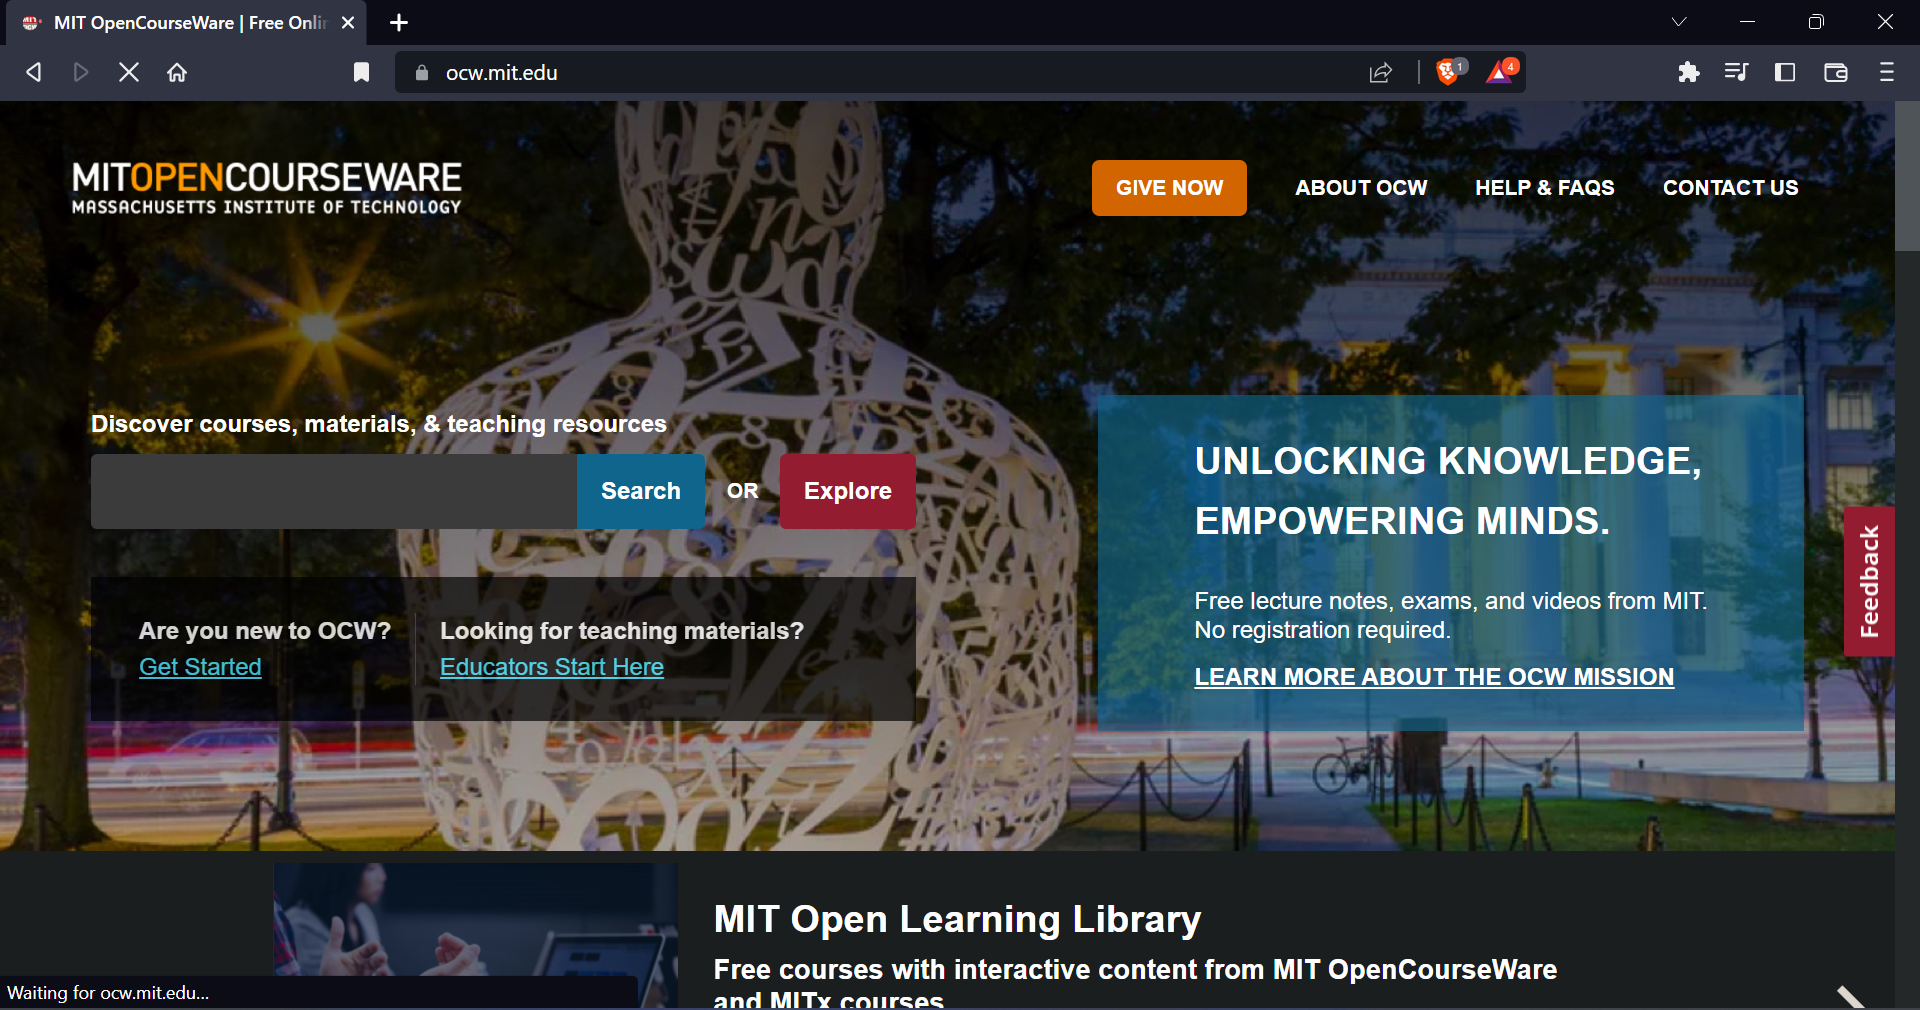 MIT OpenCourseWare | Free Onli
ocw.mit.edu
1
4
MITOPENCOURSEWARE
MASSACHUSETTS INSTITUTE OF TECHNOLOGY
GIVE NOW
ABOUT OCW
HELP & FAQS
CONTACT US
Discover courses, materials, & teaching resources
Search
OR
Explore
Are you new to OCW?
Get Started
Looking for teaching materials?
Educators Start Here
UNLOCKING KNOWLEDGE,
EMPOWERING MINDS.
Free lecture notes, exams, and videos from MIT.
No registration required.
LEARN MORE ABOUT THE OCW MISSION
Feedback
MIT Open Learning Library
Free courses with interactive content from MIT OpenCourseWare
and MITx courses
Waiting for ocw.mit.edu...